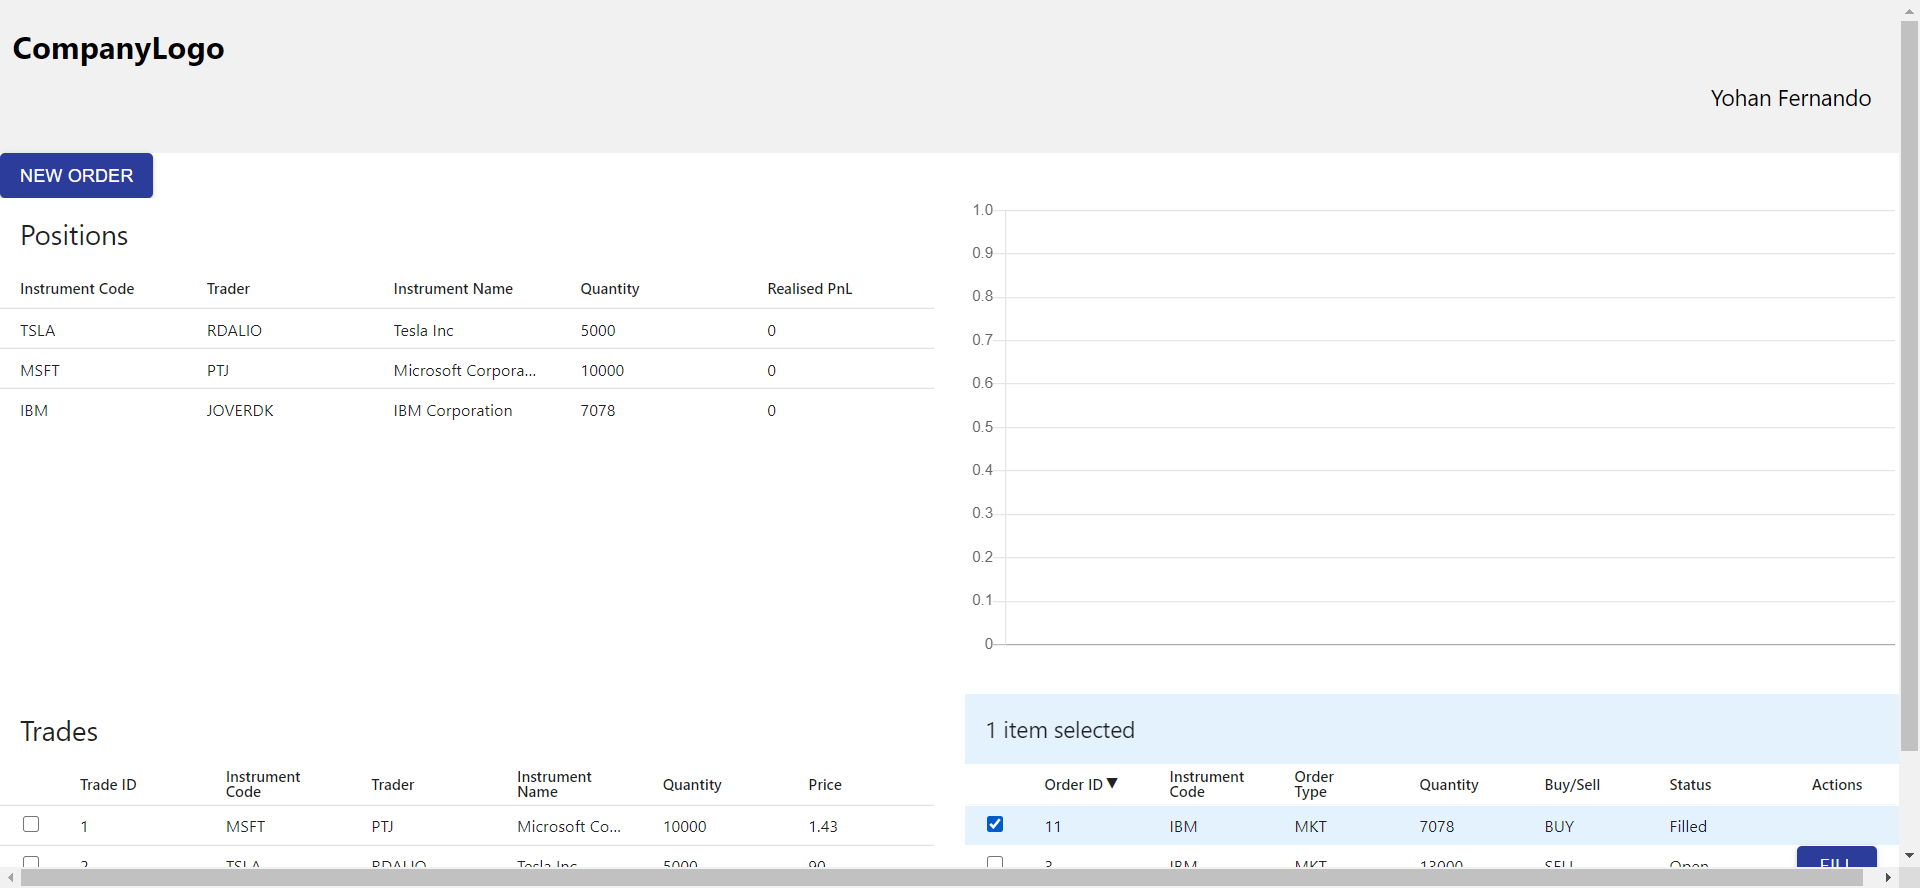 CompanyLogo
Yohan Fernando
NEW ORDER
Positions
Instrument Code Trader Instrument Name Quantity Realised PnL
TSLA RDALIO Tesla Inc 5000 0
MSFT PTJ Microsoft Corpora... 10000 0
IBM JOVERDK IBM Corporation 7078 0
1.0
0.9
0.8
0.7
0.6
0.5
0.4
0.3
0.2
0.1
0
Trades
Trade ID Instrument Code Trader Instrument Name Quantity Price
1 MSFT PTJ Microsoft Co... 10000 1.43
2 TSLA RDALIO Tesla Inc 5000 90
1 item selected
Order ID▼ Instrument Code Order Type Quantity Buy/Sell Status Actions
11 IBM MKT 7078 BUY Filled
3 IBM MKT 13000 SELL Open FILL